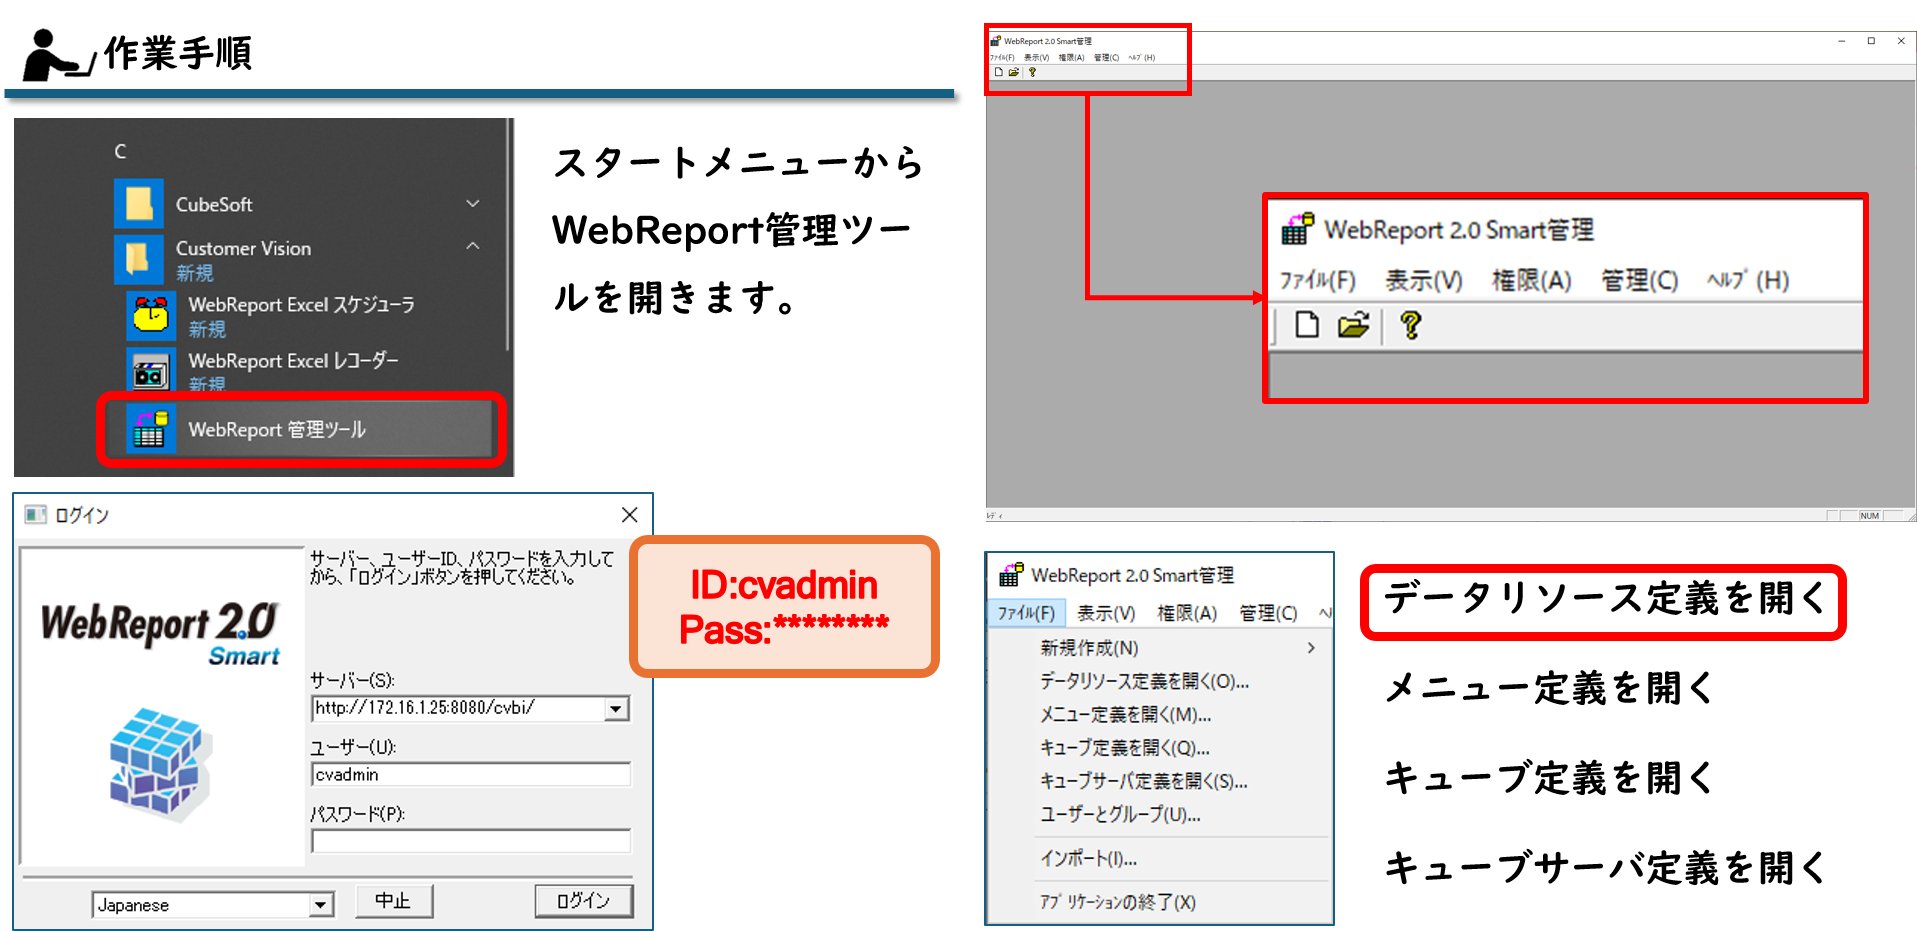 作業手順
C
CubeSoft
Customer Vision
新規
WebReport Excel スケジューラ
新規
WebReport Excel レコーダー
新規
WebReport 管理ツール
スタートメニューから
WebReport管理ツー
ルを開きます。
ログイン
サーバー、ユーザーID、パスワードを入力して
から、「ログイン」ボタンを押してください。
WebReport 2.0
Smart
サーバー(S):
http://172.16.1.25:8080/cvbi/
ユーザー(U):
cvadmin
パスワード(P):
Japanese
中止
ログイン
ID:cvadmin
Pass:********
WebReport 2.0 Smart管理
ファイル(F) 表示(V) 権限(A) 管理(C) ヘルプ(H)
WebReport 2.0 Smart管理
ファイル(F) 表示(V) 権限(A) 管理(C) ヘルプ(H)
レディ
NUM
WebReport 2.0 Smart管理
ファイル(F) 表示(V) 権限(A) 管理(C) ヘル
新規作成(N)
データリソース定義を開く(O)...
メニュー定義を開く(M)...
キューブ定義を開く(Q)...
キューブサーバ定義を開く(S)...
ユーザーとグループ(U)...
インポート(I)...
アプリケーションの終了(X)
データリソース定義を開く
メニュー定義を開く
キューブ定義を開く
キューブサーバ定義を開く